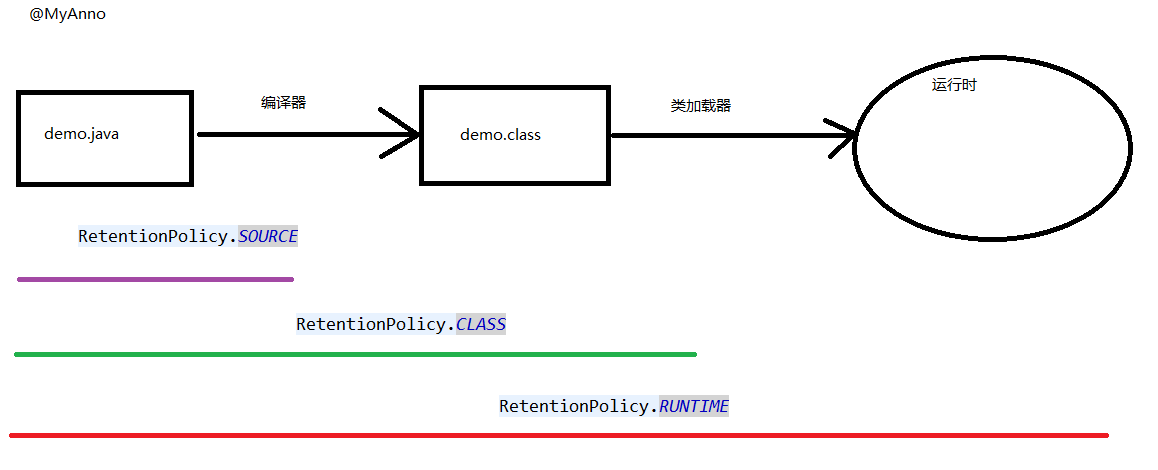 @MyAnno
编译器
类加载器
运行时
demo.java
demo.class
RetentionPolicy.SOURCE
RetentionPolicy.CLASS
RetentionPolicy.RUNTIME